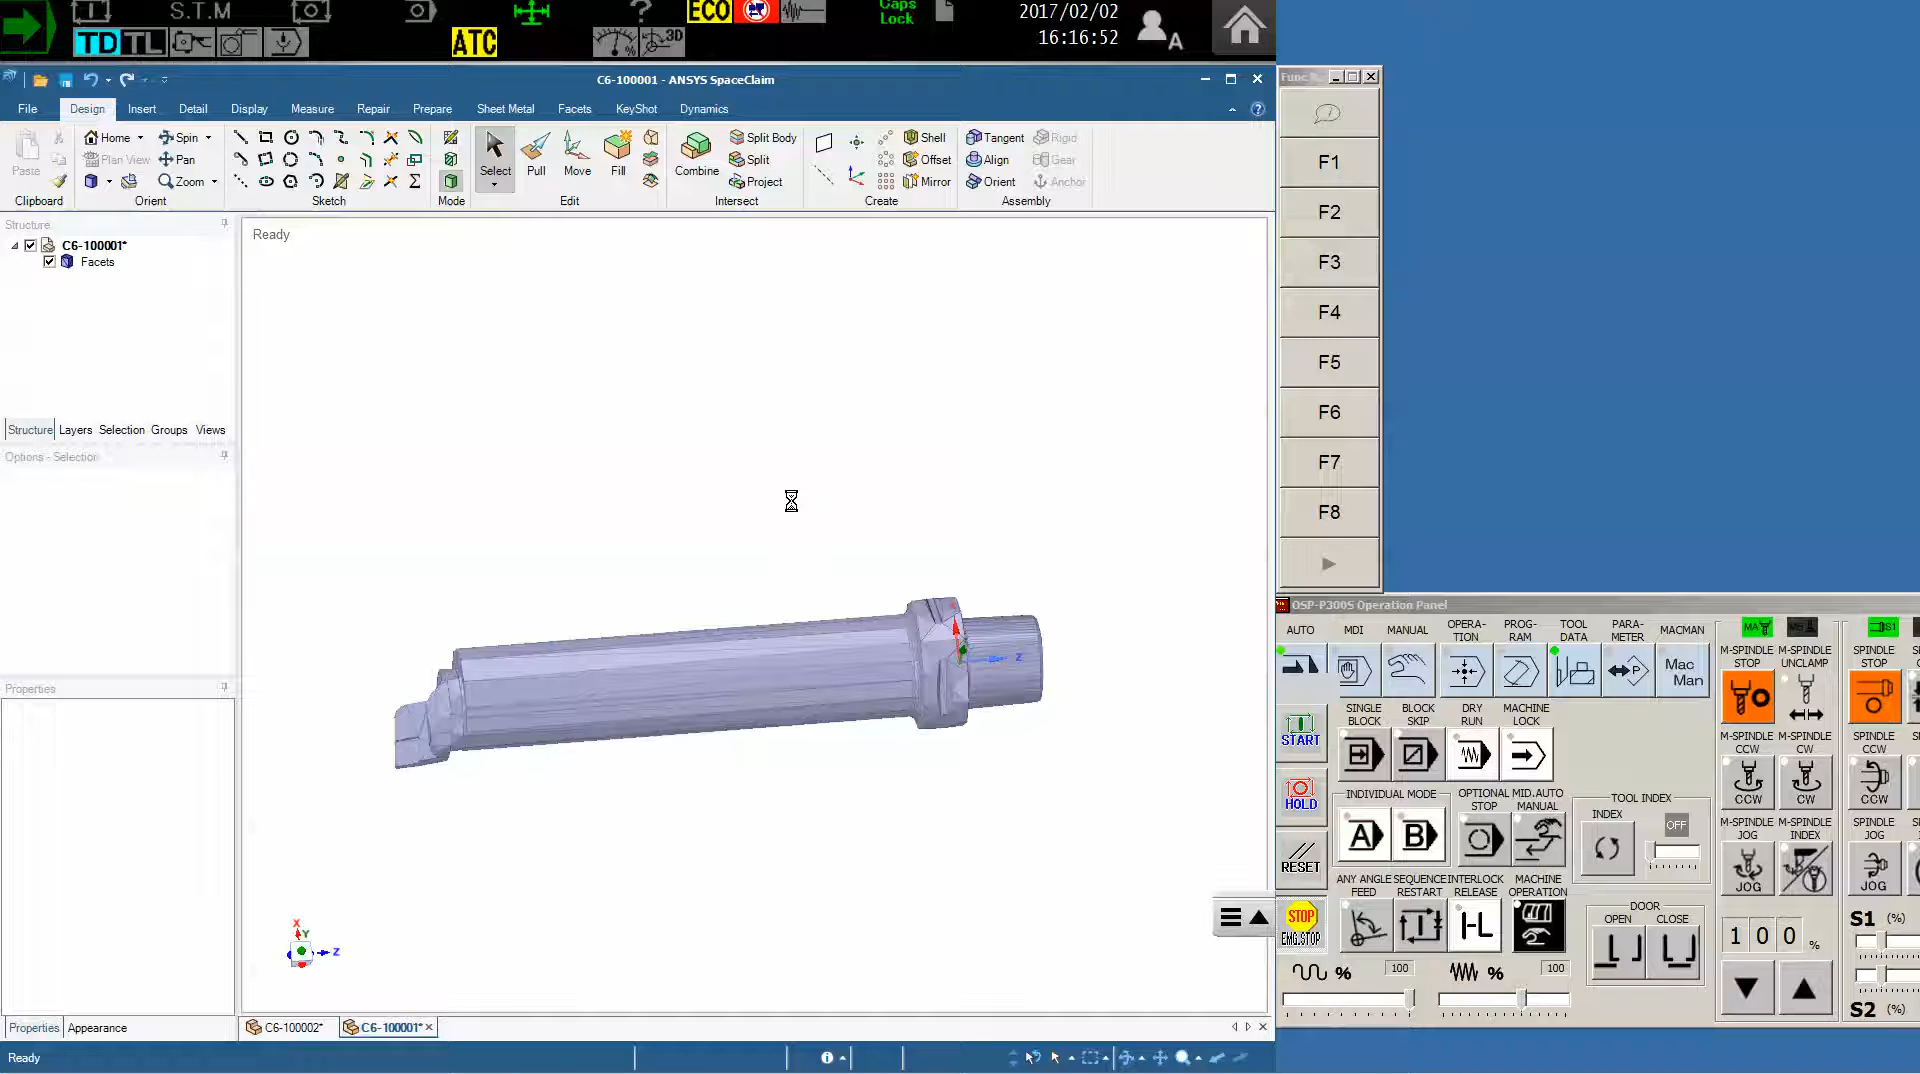 S.T.M
?
ECO
Caps
Lock
2017/02/02
16:16:52
A
TD TL
ATC
%
3D
C6-100001 - ANSYS SpaceClaim
File Design Insert Detail Display Measure Repair Prepare Sheet Metal Facets KeyShot Dynamics
Paste
Home
Plan View
Spin
Pan
Zoom
Select
Pull
Move
Fill
Combine
Split Body
Split
Project
Shell
Offset
Mirror
Tangent
Align
Orient
Rigid
Gear
Anchor
Clipboard Orient Sketch Mode Edit Intersect Create Assembly
Structure
C6-100001*
Facets
Structure Layers Selection Groups Views
Options - Selection
Properties
Properties Appearance
Ready
Z
X
Y
Z
C6-100002* C6-100001*
Ready
F1
F2
F3
F4
F5
F6
F7
F8
OSP-P300S Operation Panel
AUTO MDI MANUAL OPERA-
TION PROG-
RAM TOOL
DATA PARA-
METER MACMAN
Mac
Man
START
HOLD
RESET
STOP
EMG.STOP
SINGLE
BLOCK
BLOCK
SKIP
DRY
RUN
MACHINE
LOCK
INDIVIDUAL MODE
A B
OPTIONAL
STOP
MID.AUTO
MANUAL
TOOL INDEX
INDEX
OFF
ANY ANGLE
FEED
SEQUENCE
RESTART
INTERLOCK
RELEASE
MACHINE
OPERATION
DOOR
OPEN CLOSE
% 100
% 100
M-SPINDLE
STOP
M-SPINDLE
UNCLAMP
M-SPINDLE
CCW
M-SPINDLE
CW
CCW
CW
M-SPINDLE
JOG
M-SPINDLE
INDEX
JOG
100 %
S1
SPINDLE
STOP
SPINDLE
CCW
CCW
SPINDLE
JOG
JOG
S1 (%)
S2 (%)